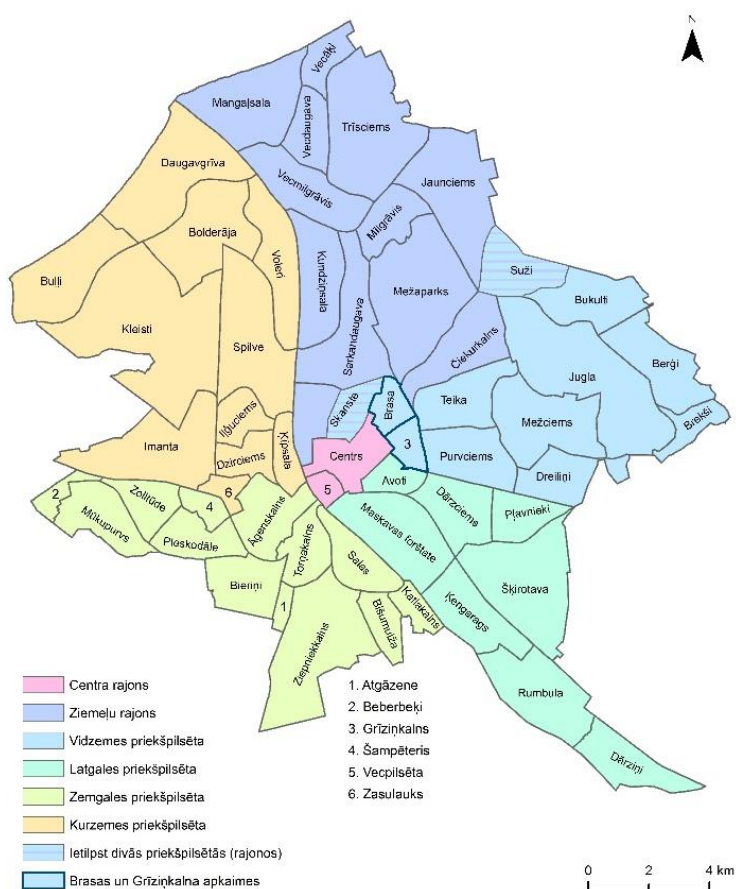 N
Vecāķi
Mangaļsala
Vecdaugava
Trīsciems
Daugavgrīva
Vecmīlgrāvis
Jaunciems
Mīlgrāvis
Bolderāja
Voleri
Kundziņsala
Suži
Buļļi
Mežaparks
Bukulti
Kleisti
Spilve
Sarkandaugava
Čiekurkalns
Jugla
Berģi
Skanste
Brasa
Teika
Mežciems
Brekši
Iļģuciems
Imanta
Dzirciems
Ķīpsala
Centrs
3
Purvciems
Dreiliņi
2
Zolitūde
4
6
Āgenskalns
5
Avoti
Dārzciems
Pļavnieki
Mūkupurvs
Pleskodāle
Torņakalns
Maskavas forštate
Bieriņi
Salas
Šķirotava
1
Katlakalns
Ķengarags
Bišumuiža
Ziepniekkalns
Rumbula
Dārziņi
Centra rajons
Ziemeļu rajons
Vidzemes priekšpilsēta
Latgales priekšpilsēta
Zemgales priekšpilsēta
Kurzemes priekšpilsēta
Ietilpst divās priekšpilsētās (rajonos)
Brasas un Grīziņkalna apkaimes
1. Atgāzene
2. Beberbeķi
3. Grīziņkalns
4. Šampēteris
5. Vecpilsēta
6. Zasulauks
0 2 4 km